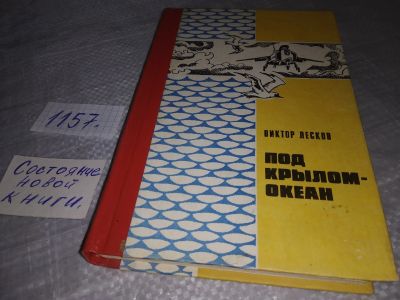 1157.
Состояние
новой
книги.
ВИКТОР ЛЕСКОВ
ПОД
КРЫЛОМ-
ОКЕАН